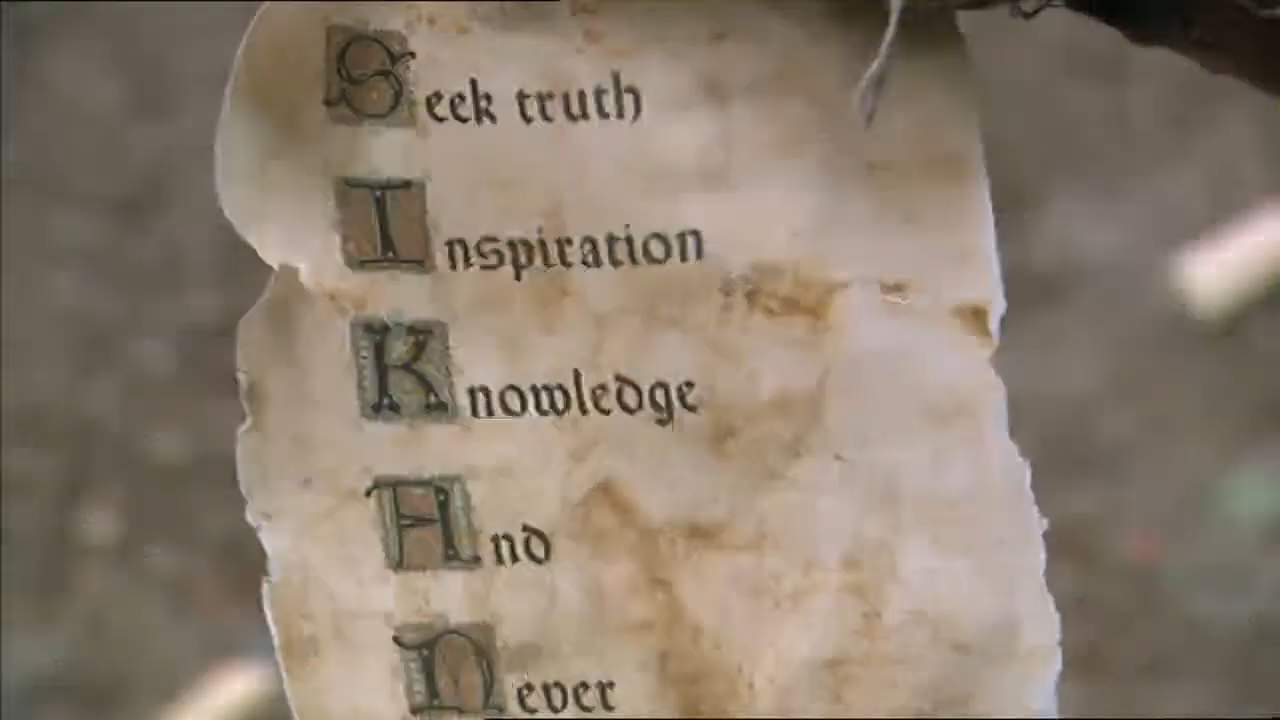 Seek truth
Inspiration
Knowledge
And
Never